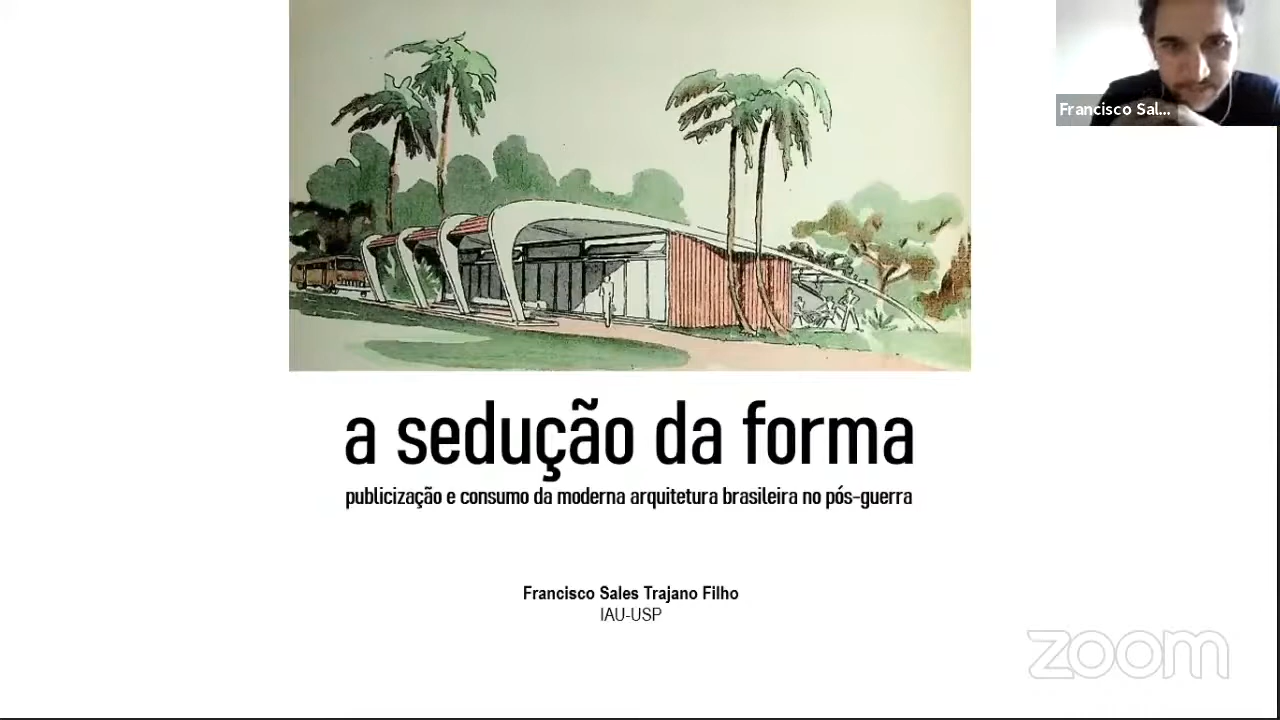 Francisco Sal...
a sedução da forma
publicização e consumo da moderna arquitetura brasileira no pós-guerra
Francisco Sales Trajano Filho
IAU-USP
zoom